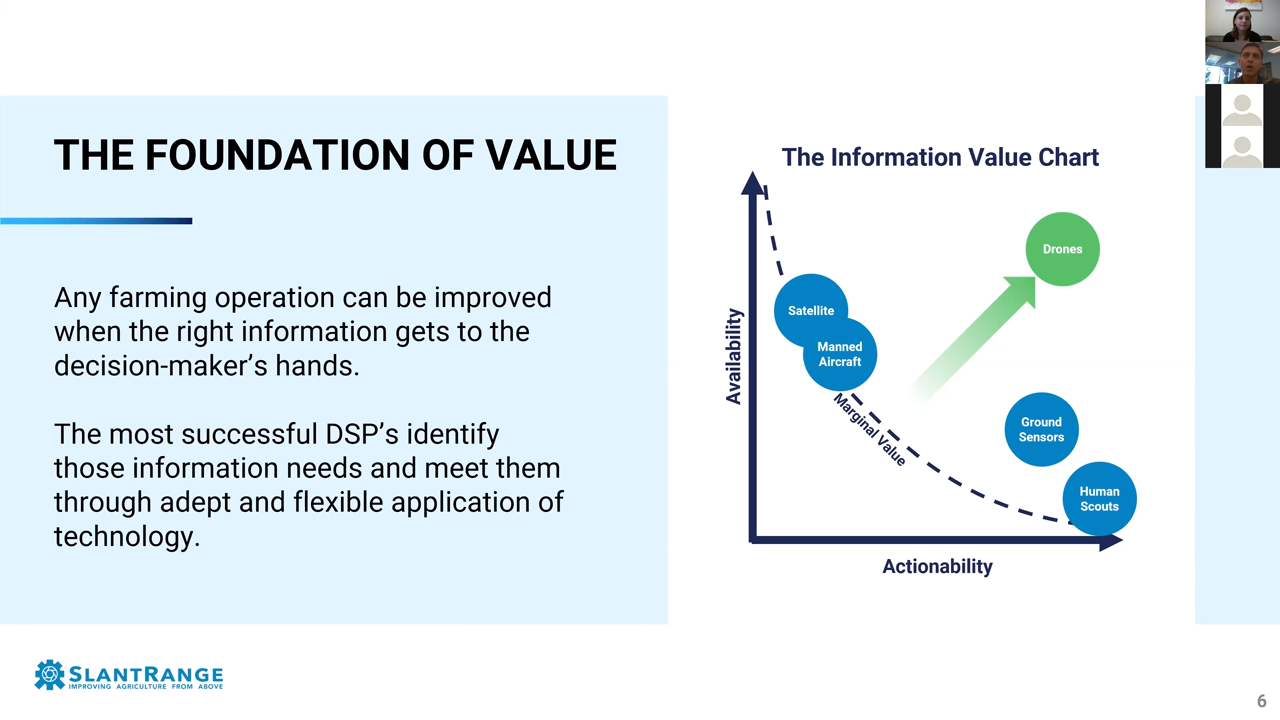 THE FOUNDATION OF VALUE
Any farming operation can be improved
when the right information gets to the
decision-maker’s hands.
The most successful DSP’s identify
those information needs and meet them
through adept and flexible application of
technology.
The Information Value Chart
Drones
Satellite
Manned
Aircraft
Availability
Marginal Value
Ground
Sensors
Human
Scouts
Actionability
SLANTRANGE
IMPROVING AGRICULTURE FROM ABOVE
6